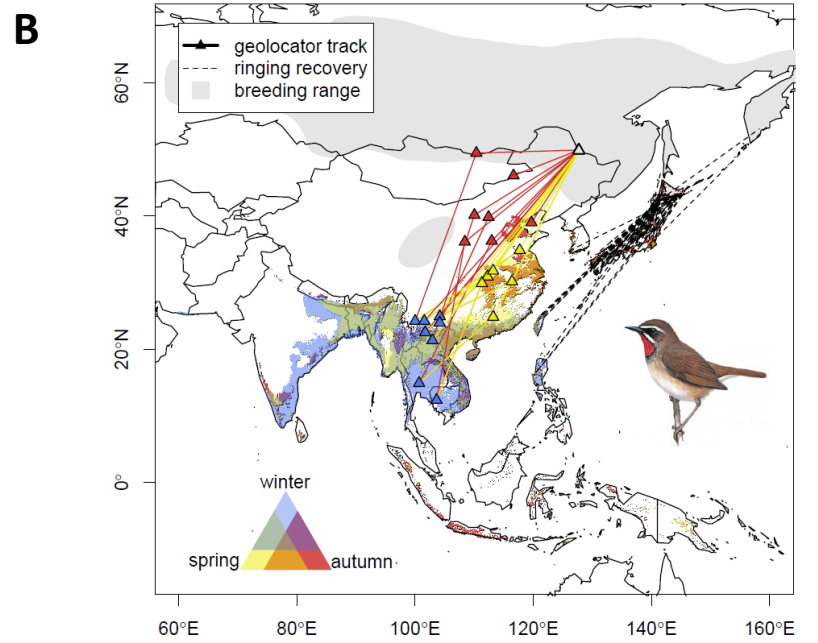 B
geolocator track
ringing recovery
breeding range
60°N
40°N
20°N
0°
winter
spring
autumn
60°E
80°E
100°E
120°E
140°E
160°E